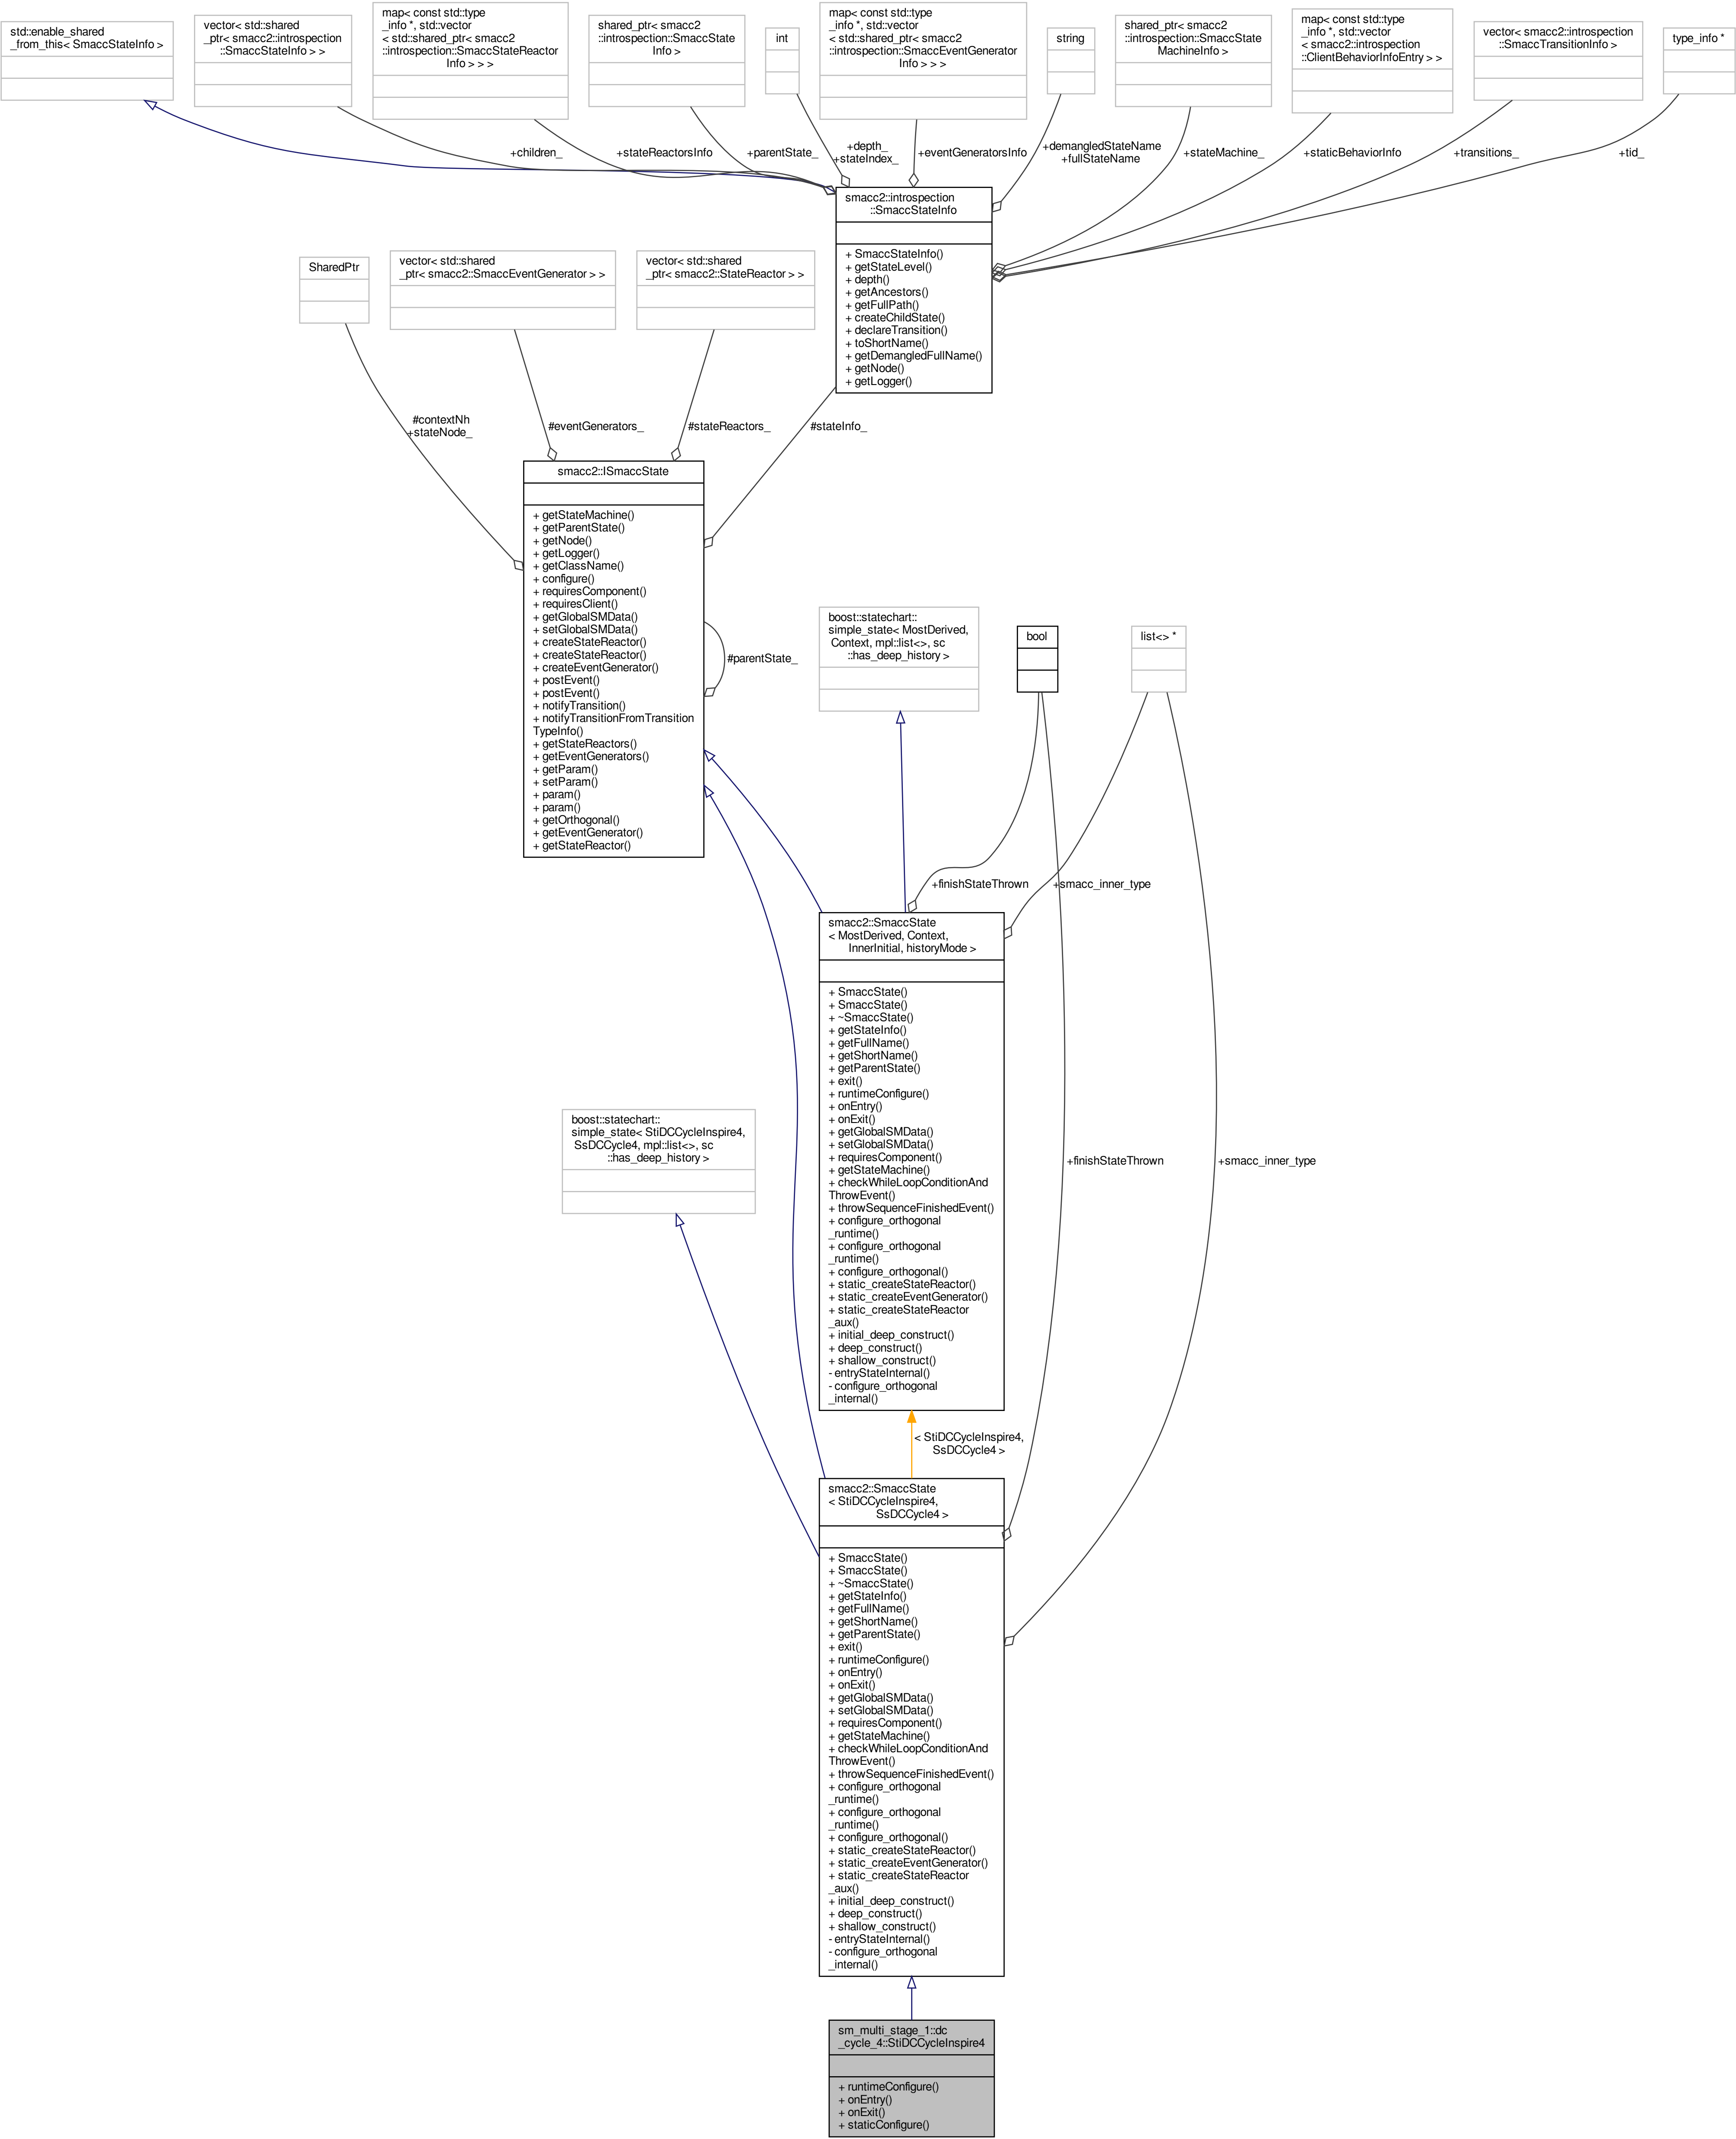 std::enable_shared
_from_this< SmaccStateInfo >
vector< std::shared
_ptr< smacc2::introspection
::SmaccStateInfo > >
map< const std::type
_info *, std::vector
< std::shared_ptr< smacc2
::introspection::SmaccStateReactor
Info > > >
shared_ptr< smacc2
::introspection::SmaccState
Info >
int
map< const std::type
_info *, std::vector
< std::shared_ptr< smacc2
::introspection::SmaccEventGenerator
Info > > >
string
shared_ptr< smacc2
::introspection::SmaccState
MachineInfo >
map< const std::type
_info *, std::vector
< smacc2::introspection
::ClientBehaviorInfoEntry > >
vector< smacc2::introspection
::SmaccTransitionInfo >
type_info *
+children_
+stateReactorsInfo
+parentState_
+depth_
+stateIndex_
+eventGeneratorsInfo
+demangledStateName
+fullStateName
+stateMachine_
+staticBehaviorInfo
+transitions_
+tid_
smacc2::introspection
::SmaccStateInfo
+ SmaccStateInfo()
+ getStateLevel()
+ depth()
+ getAncestors()
+ getFullPath()
+ createChildState()
+ declareTransition()
+ toShortName()
+ getDemangledFullName()
+ getNode()
+ getLogger()
SharedPtr
vector< std::shared
_ptr< smacc2::SmaccEventGenerator > >
vector< std::shared
_ptr< smacc2::StateReactor > >
#contextNh
+stateNode_
#eventGenerators_
#stateReactors_
#stateInfo_
smacc2::ISmaccState
+ getStateMachine()
+ getParentState()
+ getNode()
+ getLogger()
+ getClassName()
+ configure()
+ requiresComponent()
+ requiresClient()
+ getGlobalSMData()
+ setGlobalSMData()
+ createStateReactor()
+ createStateReactor()
+ createEventGenerator()
+ postEvent()
+ postEvent()
+ notifyTransition()
+ notifyTransitionFromTransition
TypeInfo()
+ getStateReactors()
+ getEventGenerators()
+ getParam()
+ setParam()
+ param()
+ param()
+ getOrthogonal()
+ getEventGenerator()
+ getStateReactor()
#parentState_
boost::statechart::
simple_state< MostDerived,
Context, mpl::list<>, sc
::has_deep_history >
bool
list<> *
+finishStateThrown
+smacc_inner_type
smacc2::SmaccState
< MostDerived, Context,
InnerInitial, historyMode >
+ SmaccState()
+ SmaccState()
+ ~SmaccState()
+ getStateInfo()
+ getFullName()
+ getShortName()
+ getParentState()
+ exit()
+ runtimeConfigure()
+ onEntry()
+ onExit()
+ getGlobalSMData()
+ setGlobalSMData()
+ requiresComponent()
+ getStateMachine()
+ checkWhileLoopConditionAnd
ThrowEvent()
+ throwSequenceFinishedEvent()
+ configure_orthogonal
_runtime()
+ configure_orthogonal
_runtime()
+ configure_orthogonal()
+ static_createStateReactor()
+ static_createEventGenerator()
+ static_createStateReactor
_aux()
+ initial_deep_construct()
+ deep_construct()
+ shallow_construct()
- entryStateInternal()
- configure_orthogonal
_internal()
boost::statechart::
simple_state< StiDCCycleInspire4,
SsDCCycle4, mpl::list<>, sc
::has_deep_history >
+finishStateThrown
+smacc_inner_type
< StiDCCycleInspire4,
SsDCCycle4 >
smacc2::SmaccState
< StiDCCycleInspire4,
SsDCCycle4 >
+ SmaccState()
+ SmaccState()
+ ~SmaccState()
+ getStateInfo()
+ getFullName()
+ getShortName()
+ getParentState()
+ exit()
+ runtimeConfigure()
+ onEntry()
+ onExit()
+ getGlobalSMData()
+ setGlobalSMData()
+ requiresComponent()
+ getStateMachine()
+ checkWhileLoopConditionAnd
ThrowEvent()
+ throwSequenceFinishedEvent()
+ configure_orthogonal
_runtime()
+ configure_orthogonal
_runtime()
+ configure_orthogonal()
+ static_createStateReactor()
+ static_createEventGenerator()
+ static_createStateReactor
_aux()
+ initial_deep_construct()
+ deep_construct()
+ shallow_construct()
- entryStateInternal()
- configure_orthogonal
_internal()
sm_multi_stage_1::dc
_cycle_4::StiDCCycleInspire4
+ runtimeConfigure()
+ onEntry()
+ onExit()
+ staticConfigure()